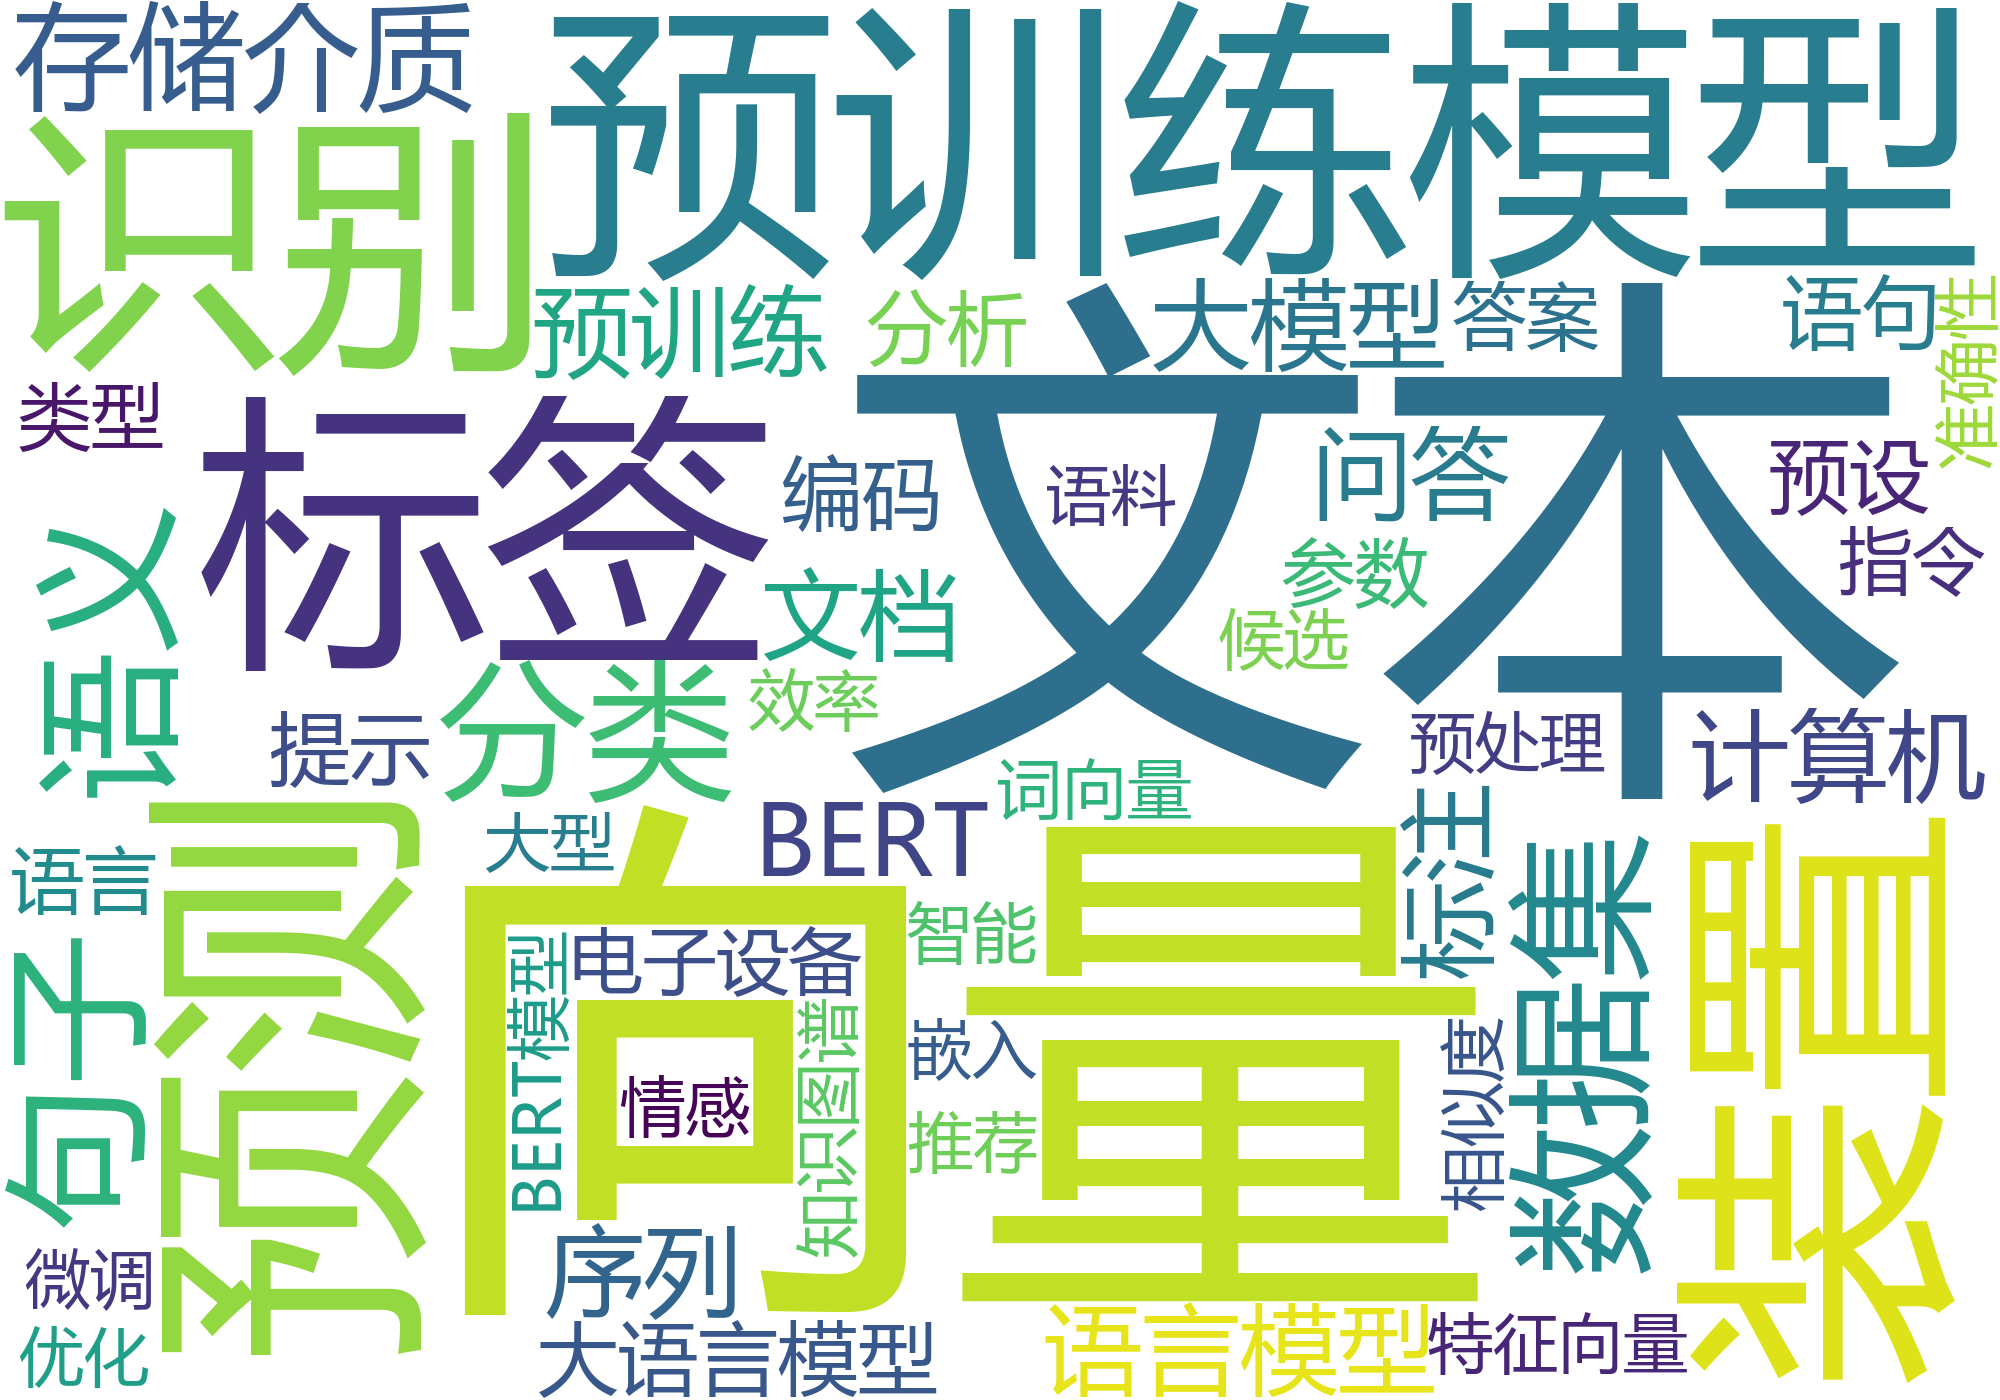 存储介质
预训练模型
识别
预训练
分析
大模型
答案
语句
准确性
类型
标签
文本
编码
语料
问答
预设
指令
语义
文档
参数
候选
分类
效率
提示
预处理
计算机
词向量
预测
大型
BERT
标注
数据集
装置
语言
句子
向量
智能
电子设备
BERT模型
知识图谱
嵌入
相似度
情感
推荐
序列
微调
优化
大语言模型
语言模型
特征向量